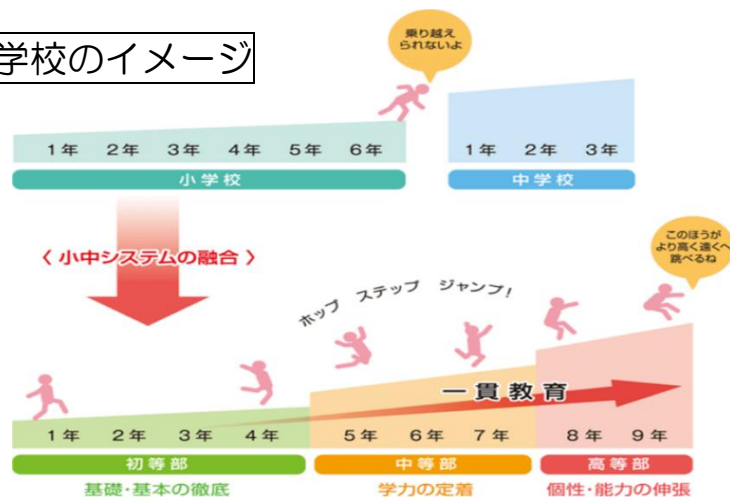 学校のイメージ
乗り越え
られないよ
1年 2年 3年 4年 5年 6年
1年 2年 3年
小学校
中学校
〈 小中システムの融合 〉
このほうが
より高く遠くへ
跳べるね
ホップ ステップ ジャンプ!
一貫教育
1年 2年 3年 4年
5年 6年 7年
8年 9年
初等部
中等部
高等部
基礎・基本の徹底
学力の定着
個性・能力の伸張